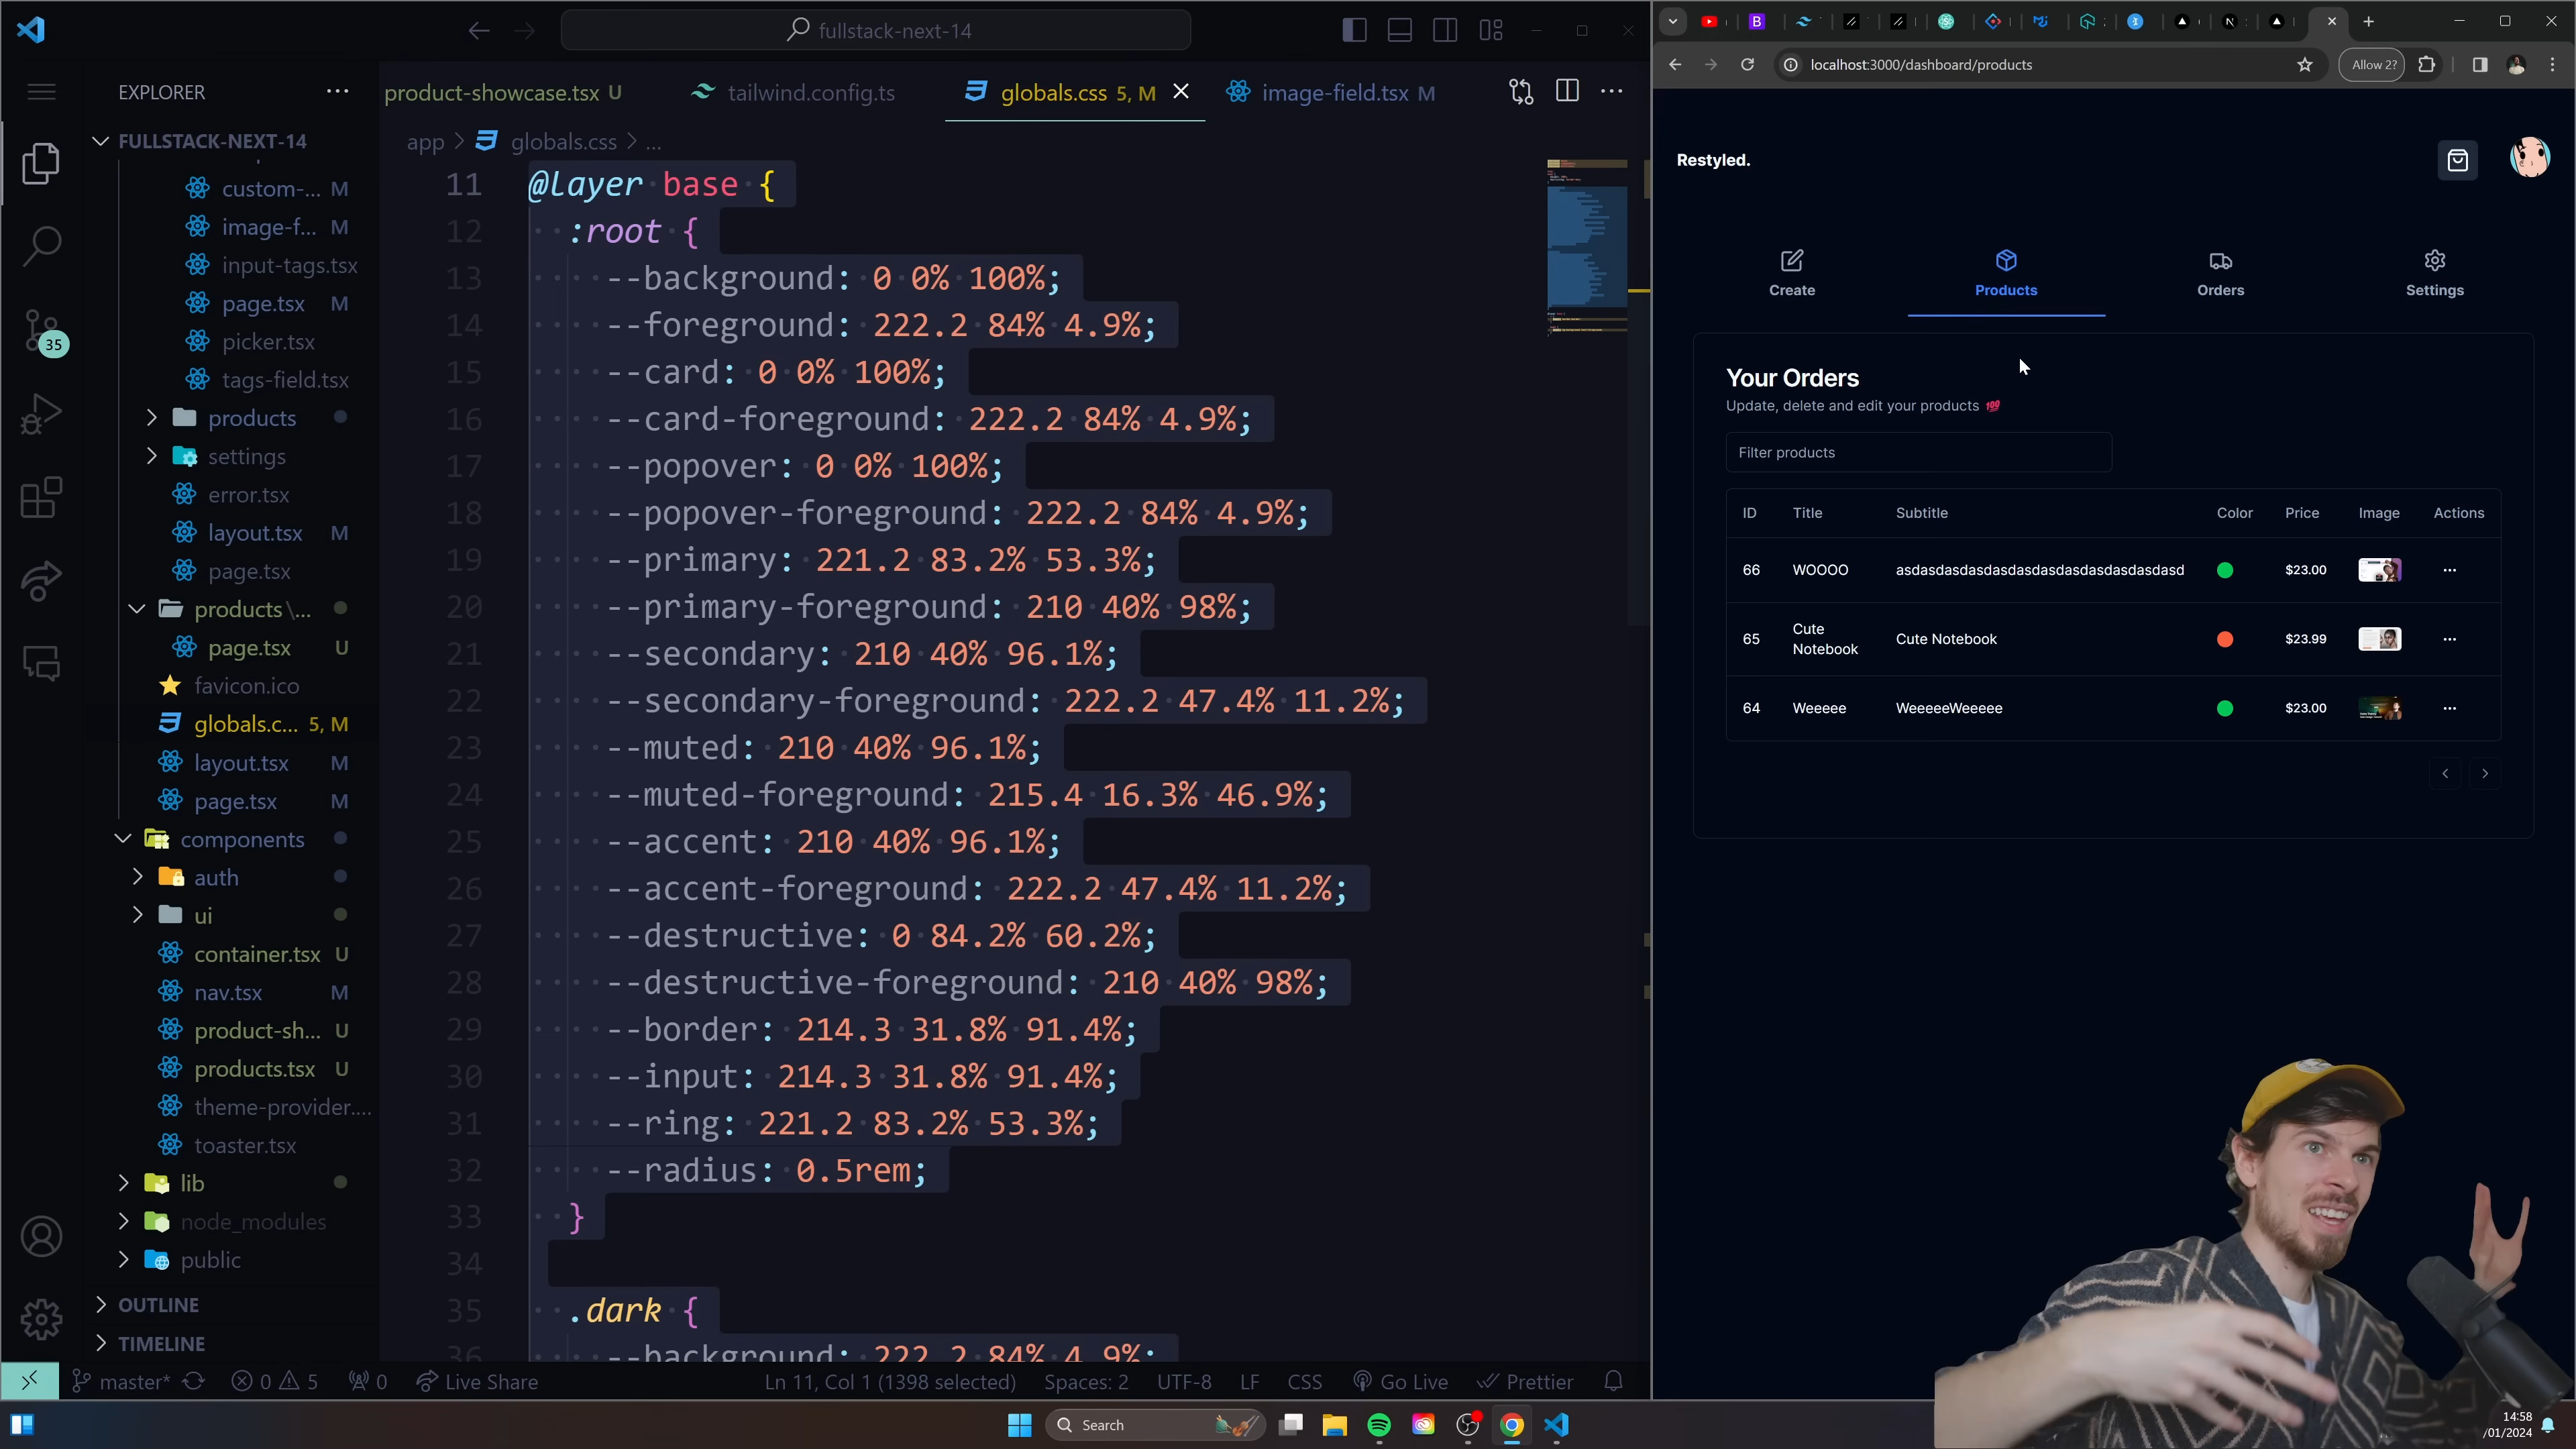 fullstack-next-14
EXPLORER
FULLSTACK-NEXT-14
custom-... M
image-f... M
input-tags.tsx
page.tsx M
picker.tsx
tags-field.tsx
products
settings
error.tsx
layout.tsx M
page.tsx
products\...
page.tsx U
favicon.ico
globals.c... 5, M
layout.tsx M
page.tsx M
components
auth
ui
container.tsx U
nav.tsx M
product-sh... U
products.tsx U
theme-provider....
toaster.tsx
lib
node_modules
public
OUTLINE
TIMELINE
35
product-showcase.tsx U
tailwind.config.ts
globals.css 5, M
image-field.tsx M
app > globals.css > ...
11 @layer base {
12 :root {
13 --background: 0 0% 100%;
14 --foreground: 222.2 84% 4.9%;
15 --card: 0 0% 100%;
16 --card-foreground: 222.2 84% 4.9%;
17 --popover: 0 0% 100%;
18 --popover-foreground: 222.2 84% 4.9%;
19 --primary: 221.2 83.2% 53.3%;
20 --primary-foreground: 210 40% 98%;
21 --secondary: 210 40% 96.1%;
22 --secondary-foreground: 222.2 47.4% 11.2%;
23 --muted: 210 40% 96.1%;
24 --muted-foreground: 215.4 16.3% 46.9%;
25 --accent: 210 40% 96.1%;
26 --accent-foreground: 222.2 47.4% 11.2%;
27 --destructive: 0 84.2% 60.2%;
28 --destructive-foreground: 210 40% 98%;
29 --border: 214.3 31.8% 91.4%;
30 --input: 214.3 31.8% 91.4%;
31 --ring: 221.2 83.2% 53.3%;
32 --radius: 0.5rem;
33 }
34
35 .dark {
36 --background: 222.2 84% 4.9%;
master* 0 5 0 Live Share Ln 11, Col 1 (1398 selected) Spaces: 2 UTF-8 LF CSS Go Live Prettier
localhost:3000/dashboard/products
Allow 2?
Restyled.
Create
Products
Orders
Settings
Your Orders
Update, delete and edit your products 💯
Filter products
ID Title Subtitle Color Price Image Actions
66 WOOOO asdasdasdasdasdasdasdasdasdasdasd $23.00 ...
65 Cute Notebook Cute Notebook $23.99 ...
64 Weeeee WeeeeeWeeeee $23.00 ...
Search
14:58
/01/2024